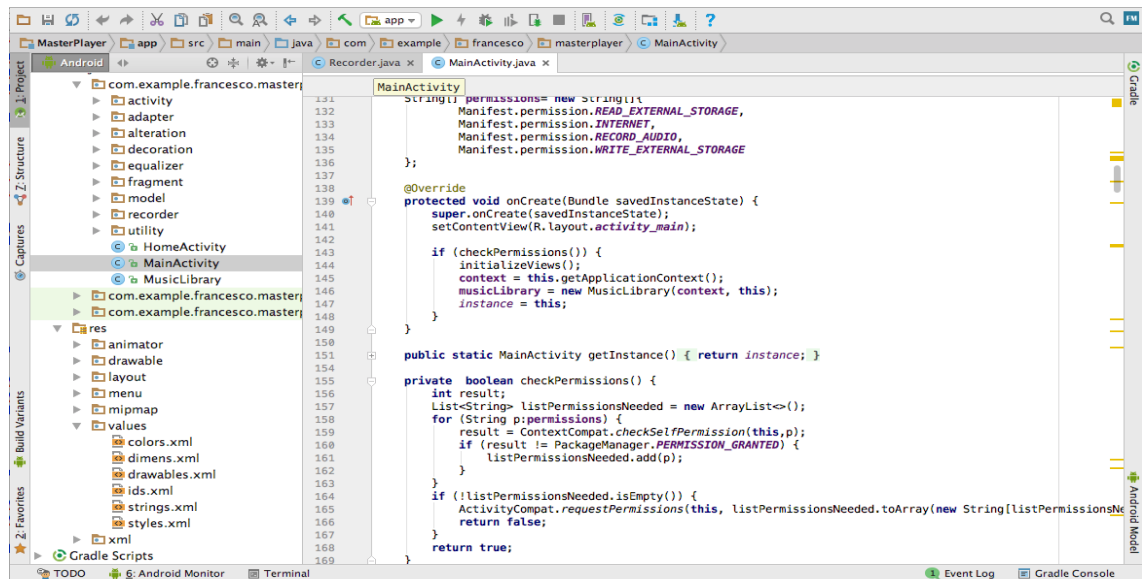 app
?
FM
MasterPlayer app src main java com example francesco masterplayer MainActivity
Android
Recorder.java × MainActivity.java ×
MainActivity
1: Project
Z: Structure
Captures
Build Variants
2: Favorites
com.example.francesco.masterp
activity
adapter
alteration
decoration
equalizer
fragment
model
recorder
utility
HomeActivity
MainActivity
MusicLibrary
com.example.francesco.masterp
com.example.francesco.masterp
res
animator
drawable
layout
menu
mipmap
values
colors.xml
dimens.xml
drawables.xml
ids.xml
strings.xml
styles.xml
xml
Gradle Scripts
131 String[] permissions= new String[]{
132 Manifest.permission.READ_EXTERNAL_STORAGE,
133 Manifest.permission.INTERNET,
134 Manifest.permission.RECORD_AUDIO,
135 Manifest.permission.WRITE_EXTERNAL_STORAGE
136 };
137
138 @Override
139 protected void onCreate(Bundle savedInstanceState) {
140 super.onCreate(savedInstanceState);
141 setContentView(R.layout.activity_main);
142
143 if (checkPermissions()) {
144 initializeViews();
145 context = this.getApplicationContext();
146 musicLibrary = new MusicLibrary(context, this);
147 instance = this;
148 }
149 }
150
151 public static MainActivity getInstance() { return instance; }
154
155 private boolean checkPermissions() {
156 int result;
157 List<String> listPermissionsNeeded = new ArrayList<>();
158 for (String p:permissions) {
159 result = ContextCompat.checkSelfPermission(this,p);
160 if (result != PackageManager.PERMISSION_GRANTED) {
161 listPermissionsNeeded.add(p);
162 }
163 }
164 if (!listPermissionsNeeded.isEmpty()) {
165 ActivityCompat.requestPermissions(this, listPermissionsNeeded.toArray(new String[listPermissionsNe
166 return false;
167 }
168 return true;
169 }
Gradle
Android Model
TODO 6: Android Monitor Terminal 1 Event Log Gradle Console